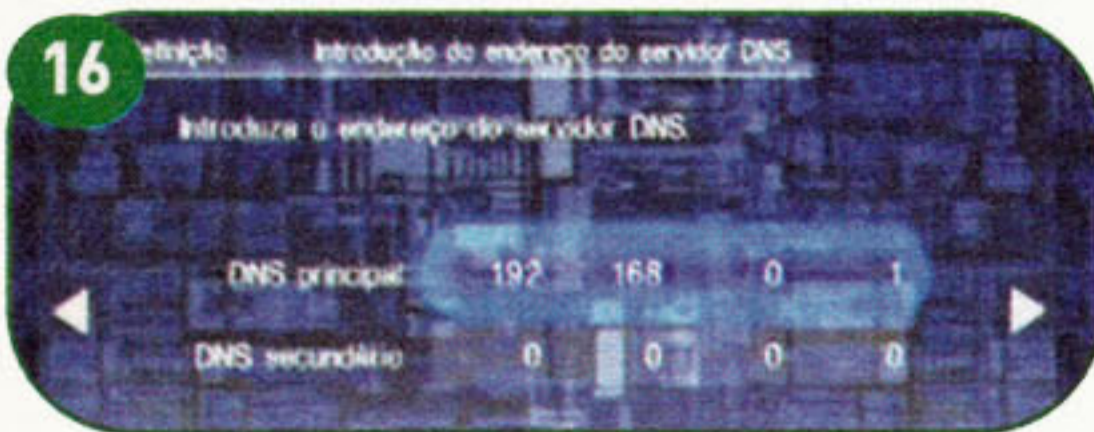 16
efinição Introdução do endereço do servidor DNS
Introduza o endereço do servidor DNS.
DNS principal 192 168 0 1
DNS secundário 0 0 0 0